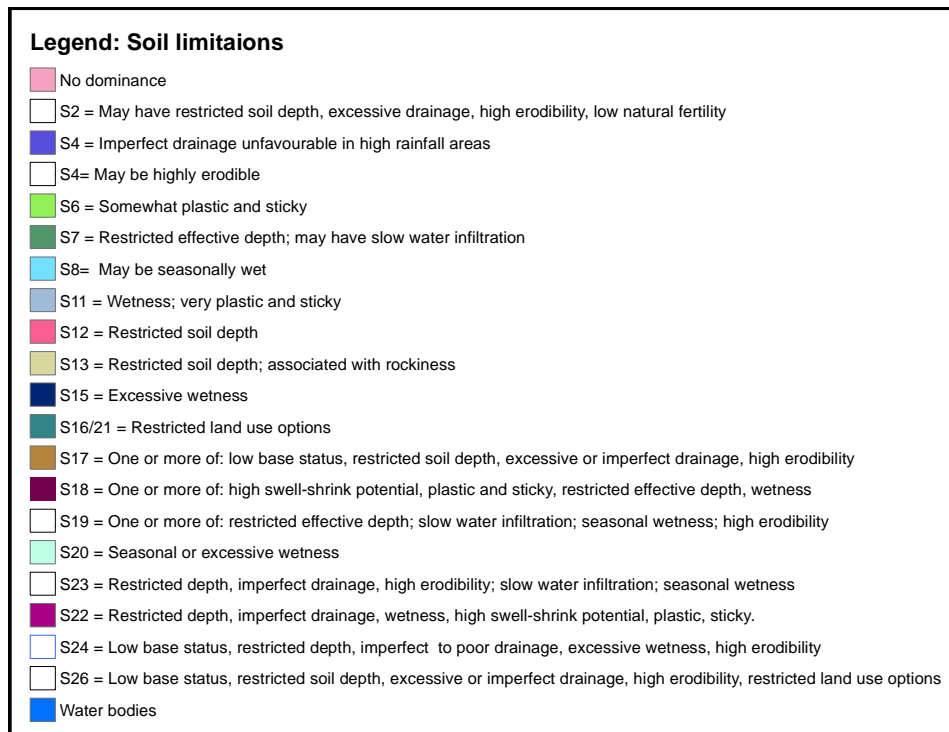 Legend: Soil limitaions
No dominance
S2 = May have restricted soil depth, excessive drainage, high erodibility, low natural fertility
S4 = Imperfect drainage unfavourable in high rainfall areas
S4= May be highly erodible
S6 = Somewhat plastic and sticky
S7 = Restricted effective depth; may have slow water infiltration
S8= May be seasonally wet
S11 = Wetness; very plastic and sticky
S12 = Restricted soil depth
S13 = Restricted soil depth; associated with rockiness
S15 = Excessive wetness
S16/21 = Restricted land use options
S17 = One or more of: low base status, restricted soil depth, excessive or imperfect drainage, high erodibility
S18 = One or more of: high swell-shrink potential, plastic and sticky, restricted effective depth, wetness
S19 = One or more of: restricted effective depth; slow water infiltration; seasonal wetness; high erodibility
S20 = Seasonal or excessive wetness
S23 = Restricted depth, imperfect drainage, high erodibility; slow water infiltration; seasonal wetness
S22 = Restricted depth, imperfect drainage, wetness, high swell-shrink potential, plastic, sticky.
S24 = Low base status, restricted depth, imperfect to poor drainage, excessive wetness, high erodibility
S26 = Low base status, restricted soil depth, excessive or imperfect drainage, high erodibility, restricted land use options
Water bodies